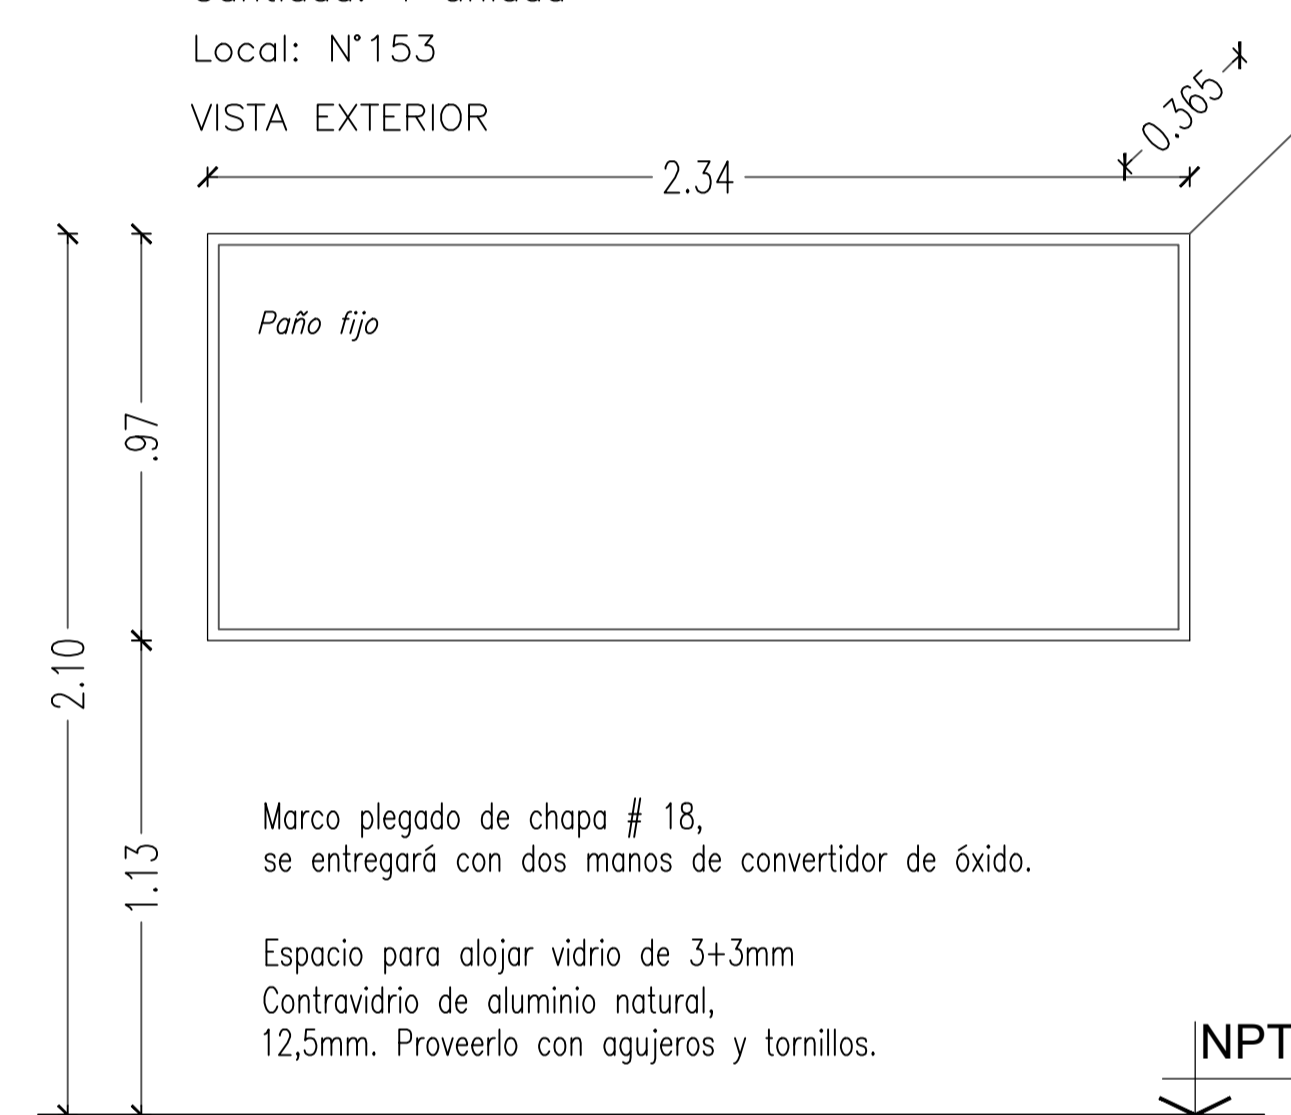 Local: N°153
VISTA EXTERIOR
0.365
2.34
Paño fijo
.97
2.10
1.13
Marco plegado de chapa # 18,
se entregará con dos manos de convertidor de óxido.
Espacio para alojar vidrio de 3+3mm
Contravidrio de aluminio natural,
12,5mm. Proveerlo con agujeros y tornillos.
NPT